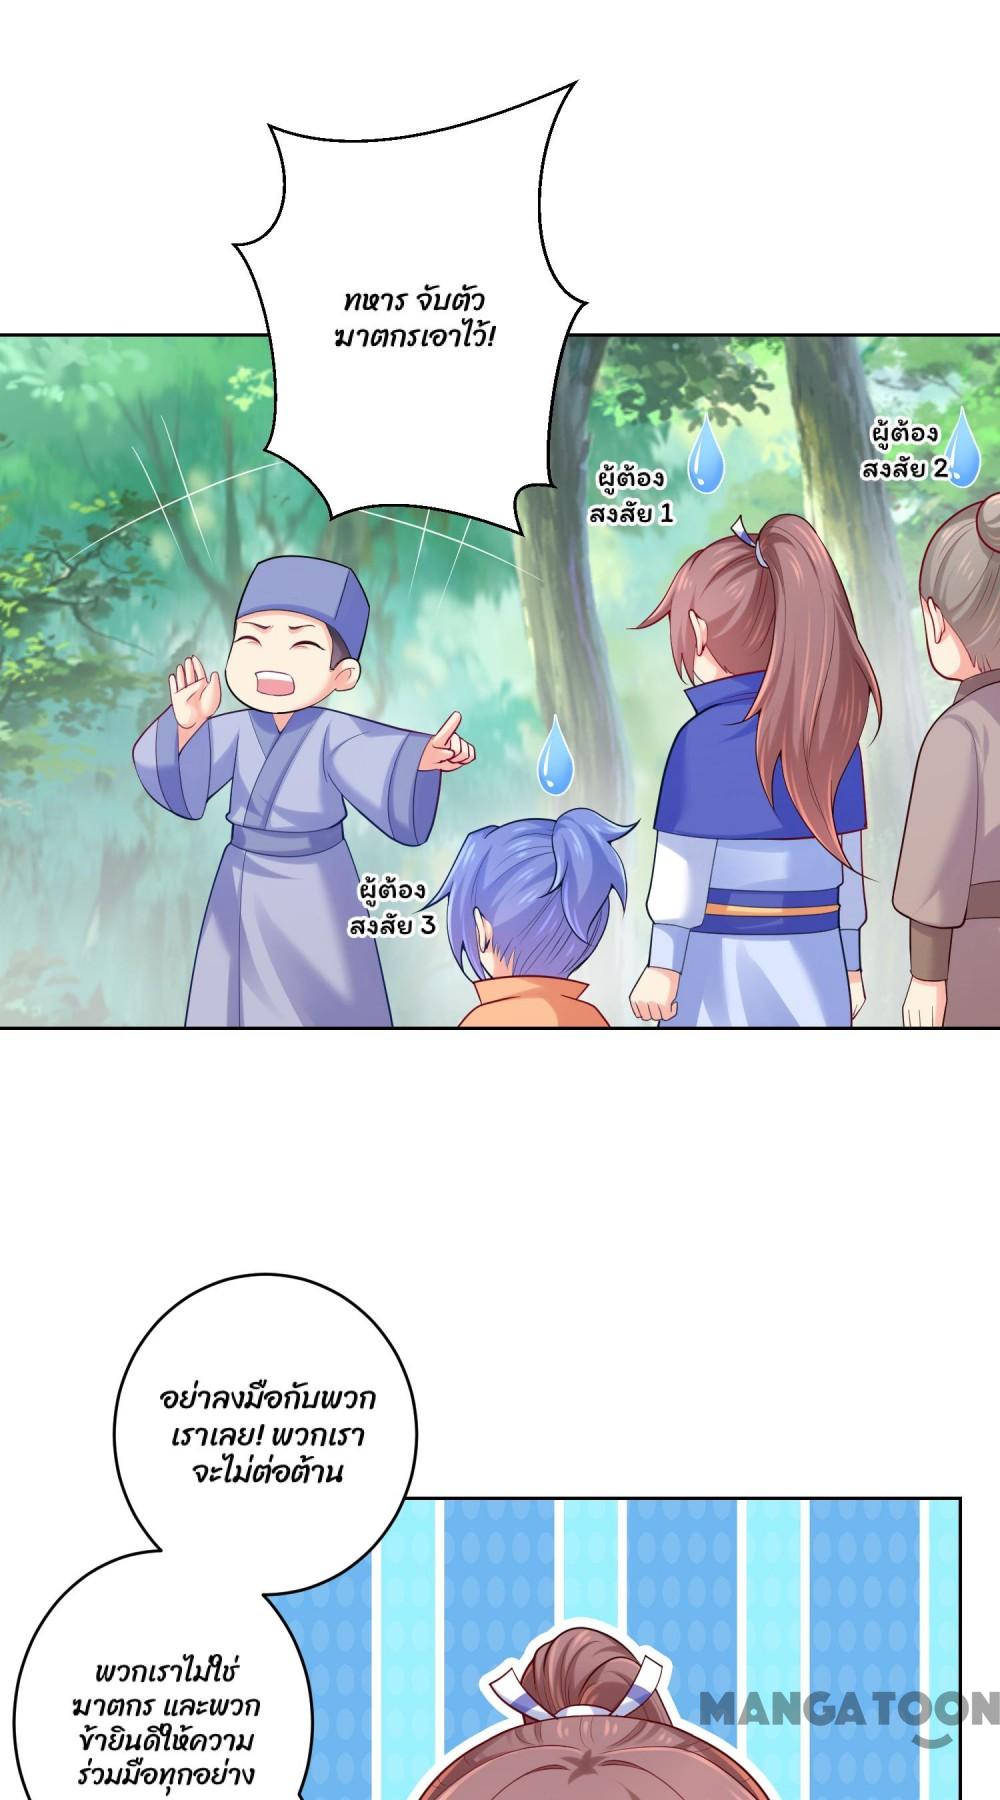 ทหาร จับตัว
ฆาตกรเอาไว้!
ผู้ต้อง
สงสัย 1
ผู้ต้อง
สงสัย 2
ผู้ต้อง
สงสัย 3
อย่าลงมือกับพวก
เราเลย! พวกเรา
จะไม่ต่อต้าน
พวกเราไม่ใช่
ฆาตกร และพวก
ข้ายินดีให้ความ
ร่วมมือทุกอย่าง
MANGATOON